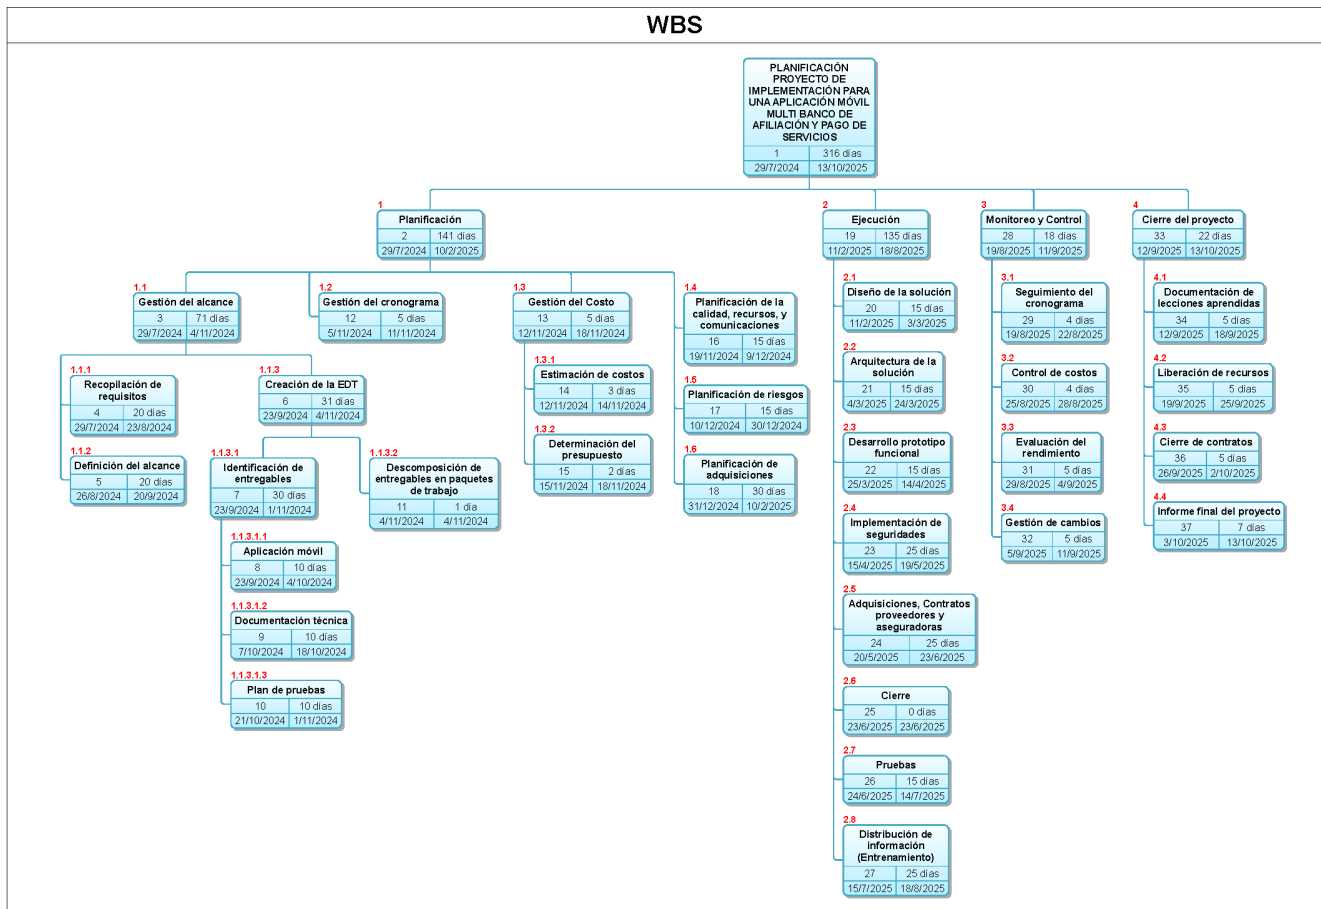 WBS
PLANIFICACIÓN
PROYECTO DE
IMPLEMENTACIÓN PARA
UNA APLICACIÓN MÓVIL
MULTI BANCO DE
AFILIACIÓN Y PAGO DE
SERVICIOS
1 316 días
29/7/2024 13/10/2025
1
Planificación
2 141 días
29/7/2024 10/2/2025
1.1
Gestión del alcance
3 71 días
29/7/2024 4/11/2024
1.1.1
Recopilación de
requisitos
4 20 días
29/7/2024 23/8/2024
1.1.2
Definición del alcance
5 20 días
26/8/2024 20/9/2024
1.1.3
Creación de la EDT
6 31 días
23/9/2024 4/11/2024
1.1.3.1
Identificación de
entregables
7 30 días
23/9/2024 1/11/2024
1.1.3.1.1
Aplicación móvil
8 10 días
23/9/2024 4/10/2024
1.1.3.1.2
Documentación técnica
9 10 días
7/10/2024 18/10/2024
1.1.3.1.3
Plan de pruebas
10 10 días
21/10/2024 1/11/2024
1.1.3.2
Descomposición de
entregables en paquetes
de trabajo
11 1 día
4/11/2024 4/11/2024
1.2
Gestión del cronograma
12 5 días
5/11/2024 11/11/2024
1.3
Gestión del Costo
13 5 días
12/11/2024 18/11/2024
1.3.1
Estimación de costos
14 3 días
12/11/2024 14/11/2024
1.3.2
Determinación del
presupuesto
15 2 días
15/11/2024 18/11/2024
1.4
Planificación de la
calidad, recursos, y
comunicaciones
16 15 días
19/11/2024 9/12/2024
1.5
Planificación de riesgos
17 15 días
10/12/2024 30/12/2024
1.6
Planificación de
adquisiciones
18 30 días
31/12/2024 10/2/2025
2
Ejecución
19 135 días
11/2/2025 18/8/2025
2.1
Diseño de la solución
20 15 días
11/2/2025 3/3/2025
2.2
Arquitectura de la
solución
21 15 días
4/3/2025 24/3/2025
2.3
Desarrollo prototipo
funcional
22 15 días
25/3/2025 14/4/2025
2.4
Implementación de
seguridades
23 25 días
15/4/2025 19/5/2025
2.5
Adquisiciones, Contratos
proveedores y
aseguradoras
24 25 días
20/5/2025 23/6/2025
2.6
Cierre
25 0 días
23/6/2025 23/6/2025
2.7
Pruebas
26 15 días
24/6/2025 14/7/2025
2.8
Distribución de
información
(Entrenamiento)
27 25 días
15/7/2025 18/8/2025
3
Monitoreo y Control
28 18 días
19/8/2025 11/9/2025
3.1
Seguimiento del
cronograma
29 4 días
19/8/2025 22/8/2025
3.2
Control de costos
30 4 días
25/8/2025 28/8/2025
3.3
Evaluación del
rendimiento
31 5 días
29/8/2025 4/9/2025
3.4
Gestión de cambios
32 5 días
5/9/2025 11/9/2025
4
Cierre del proyecto
33 22 días
12/9/2025 13/10/2025
4.1
Documentación de
lecciones aprendidas
34 5 días
12/9/2025 18/9/2025
4.2
Liberación de recursos
35 5 días
19/9/2025 25/9/2025
4.3
Cierre de contratos
36 5 días
26/9/2025 2/10/2025
4.4
Informe final del proyecto
37 7 días
3/10/2025 13/10/2025